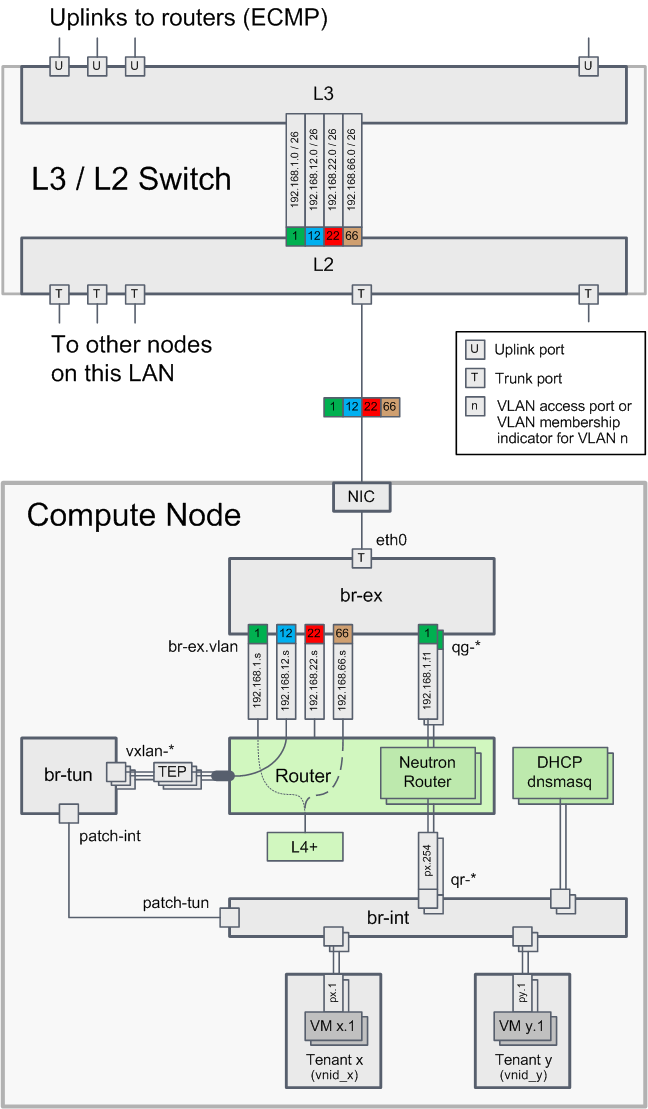 Uplinks to routers (ECMP)
U U U U
L3
192.168.1.0 / 26
192.168.12.0 / 26
192.168.22.0 / 26
192.168.66.0 / 26
L3 / L2 Switch
1 12 22 66
L2
T T T T T
To other nodes
on this LAN
U Uplink port
T Trunk port
n VLAN access port or
VLAN membership
indicator for VLAN n
1 12 22 66
NIC
Compute Node
eth0
T
br-ex
br-ex.vlan
1 12 22 66 1
qg-*
192.168.1.s
192.168.12.s
192.168.22.s
192.168.66.s
192.168.1.f1
vxlan-*
br-tun
TEP
Router
Neutron
Router
DHCP
dnsmasq
patch-int
L4+
px.254
qr-*
patch-tun
br-int
px.1
py.1
VM x.1
VM y.1
Tenant x
(vnid_x)
Tenant y
(vnid_y)